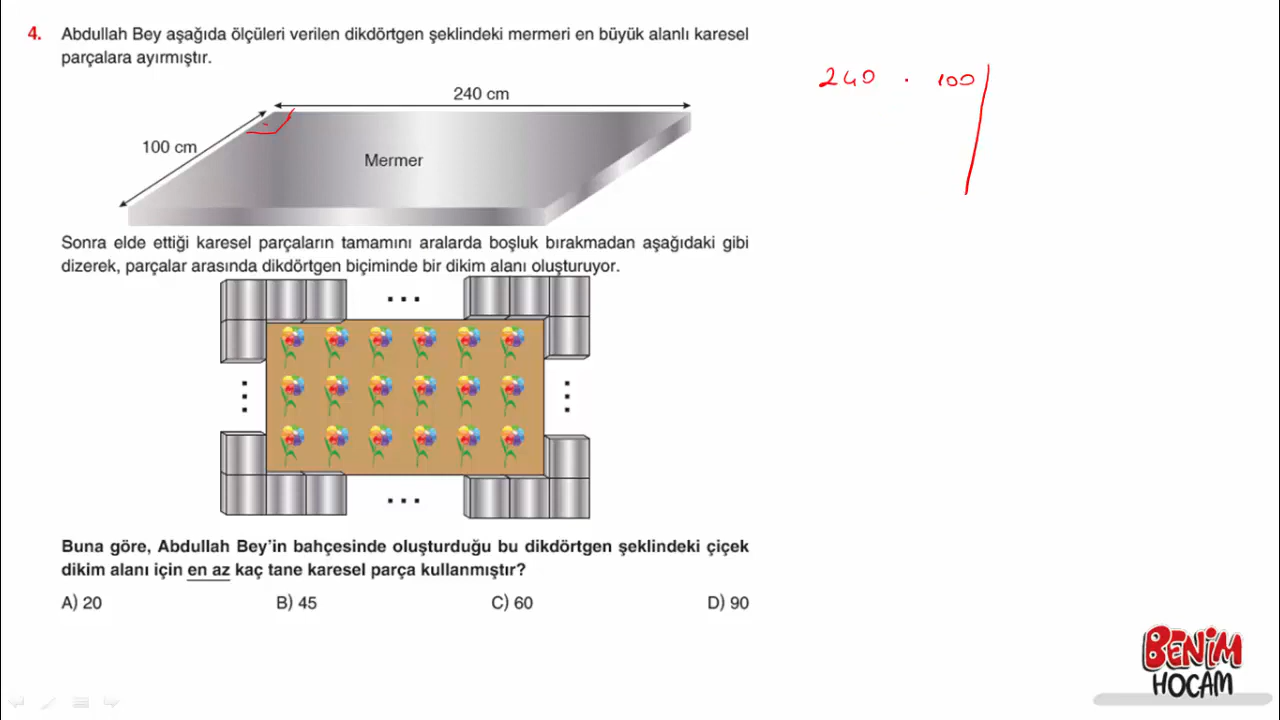 4. Abdullah Bey aşağıda ölçüleri verilen dikdörtgen şeklindeki mermeri en büyük alanlı karesel
parçalara ayırmıştır.
240 . 100
240 cm
100 cm
Mermer
Sonra elde ettiği karesel parçaların tamamını aralarda boşluk bırakmadan aşağıdaki gibi
dizerek, parçalar arasında dikdörtgen biçiminde bir dikim alanı oluşturuyor.
Buna göre, Abdullah Bey'in bahçesinde oluşturduğu bu dikdörtgen şeklindeki çiçek
dikim alanı için en az kaç tane karesel parça kullanmıştır?
A) 20 B) 45 C) 60 D) 90
BENiM
HOCAM